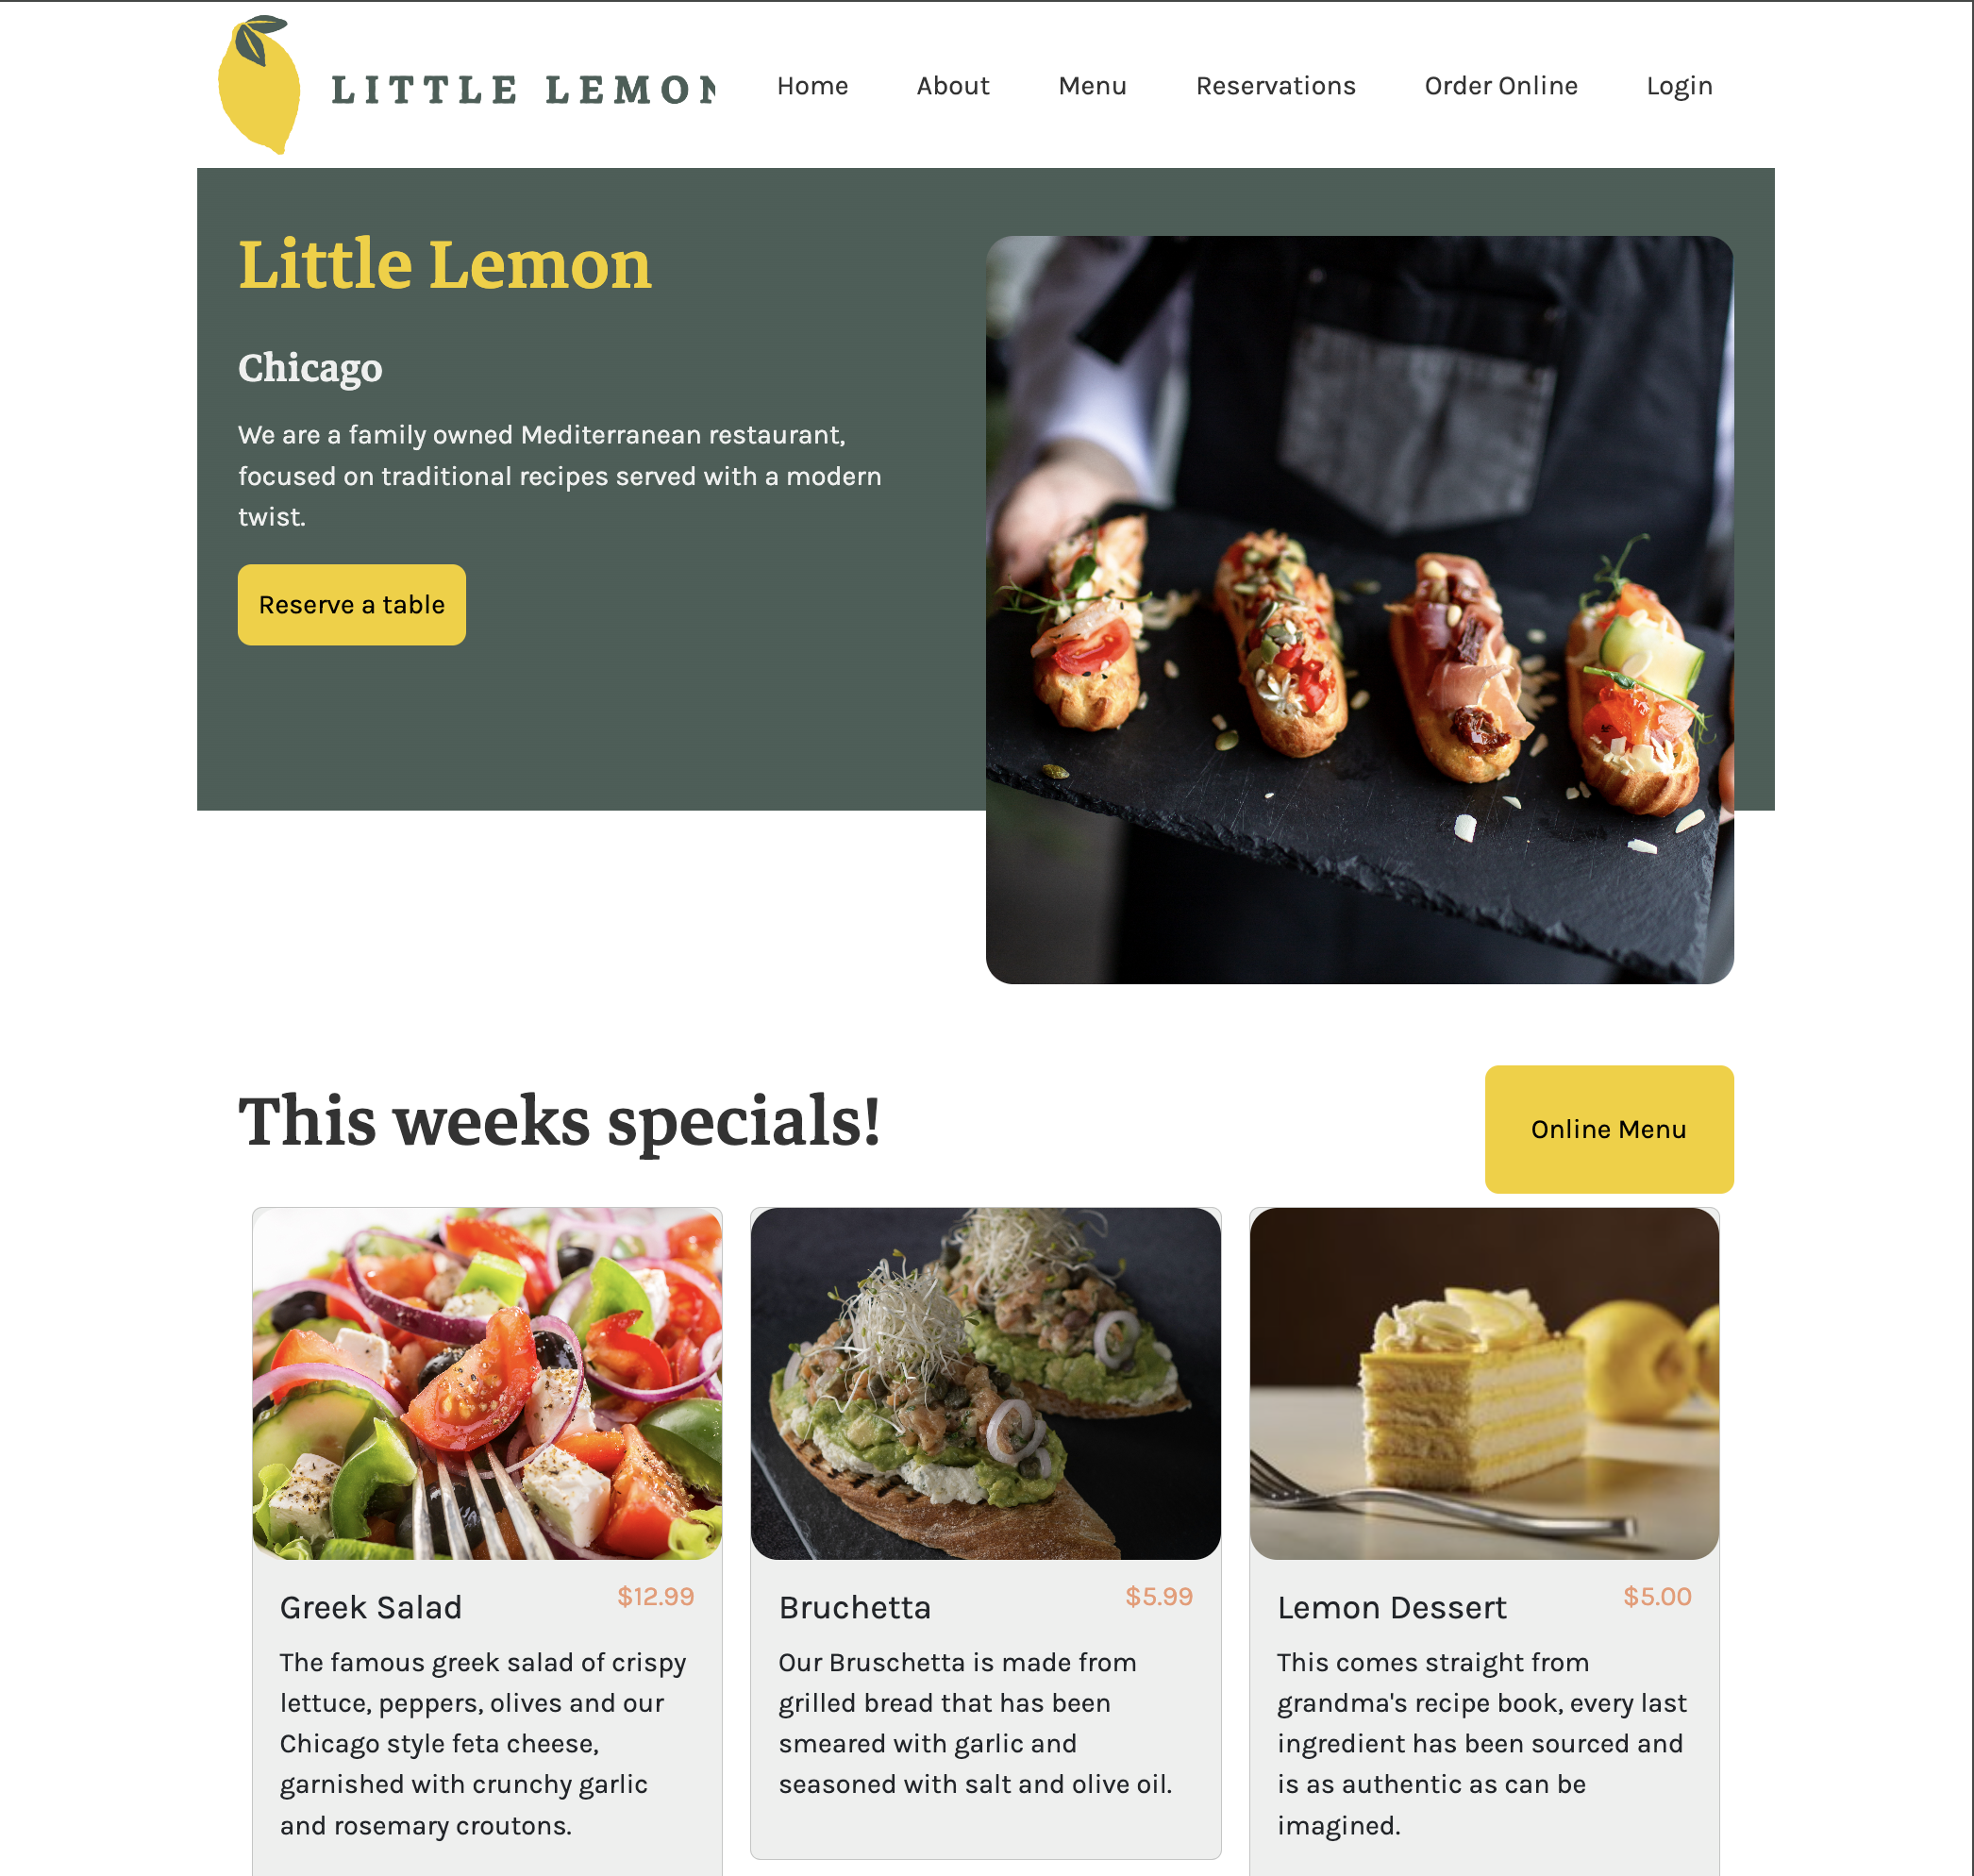 LITTLE LEMON
Home
About
Menu
Reservations
Order Online
Login
Little Lemon
Chicago
We are a family owned Mediterranean restaurant,
focused on traditional recipes served with a modern
twist.
Reserve a table
This weeks specials!
Online Menu
Greek Salad
$12.99
The famous greek salad of crispy
lettuce, peppers, olives and our
Chicago style feta cheese,
garnished with crunchy garlic
and rosemary croutons.
Bruchetta
$5.99
Our Bruschetta is made from
grilled bread that has been
smeared with garlic and
seasoned with salt and olive oil.
Lemon Dessert
$5.00
This comes straight from
grandma's recipe book, every last
ingredient has been sourced and
is as authentic as can be
imagined.